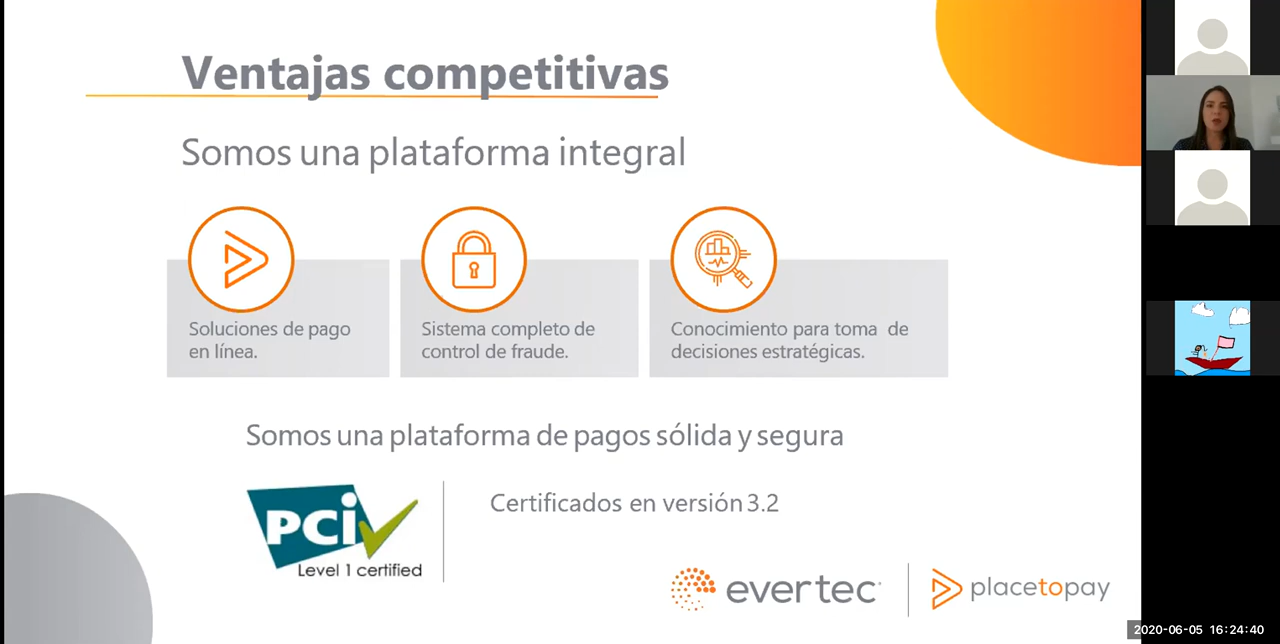 Ventajas competitivas
Somos una plataforma integral
Soluciones de pago
en línea.
Sistema completo de
control de fraude.
Conocimiento para toma de
decisiones estratégicas.
Somos una plataforma de pagos sólida y segura
PCi
Level 1 certified
Certificados en versión 3.2
evertec
placetopay
2020-06-05 16:24:40